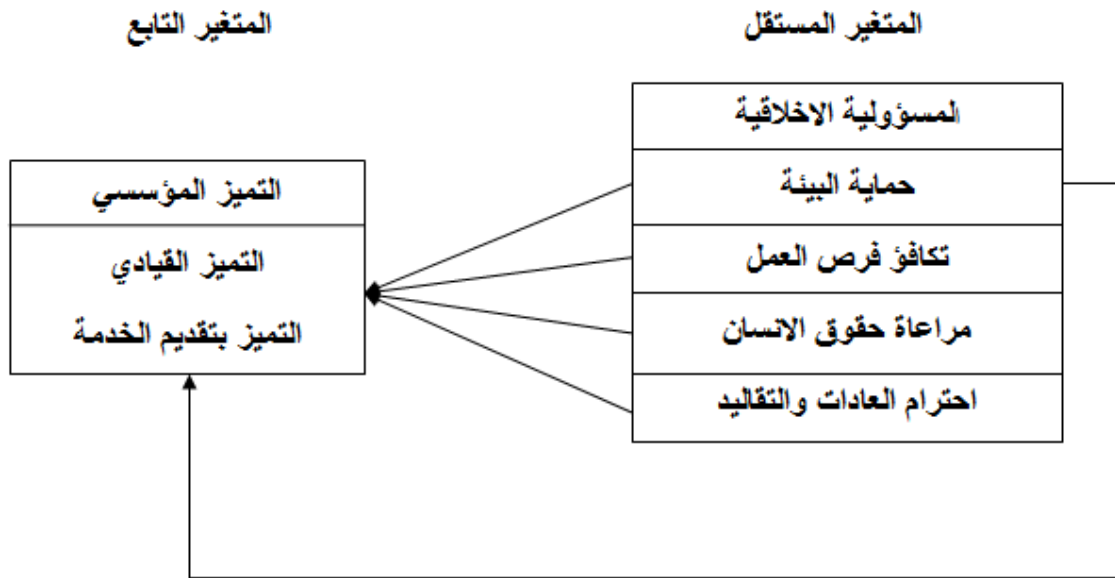 المتغير المستقل
المتغير التابع
المسؤولية الاخلاقية
حماية البيئة
تكافؤ فرص العمل
مراعاة حقوق الانسان
احترام العادات والتقاليد
التميز المؤسسي
التميز القيادي
التميز بتقديم الخدمة